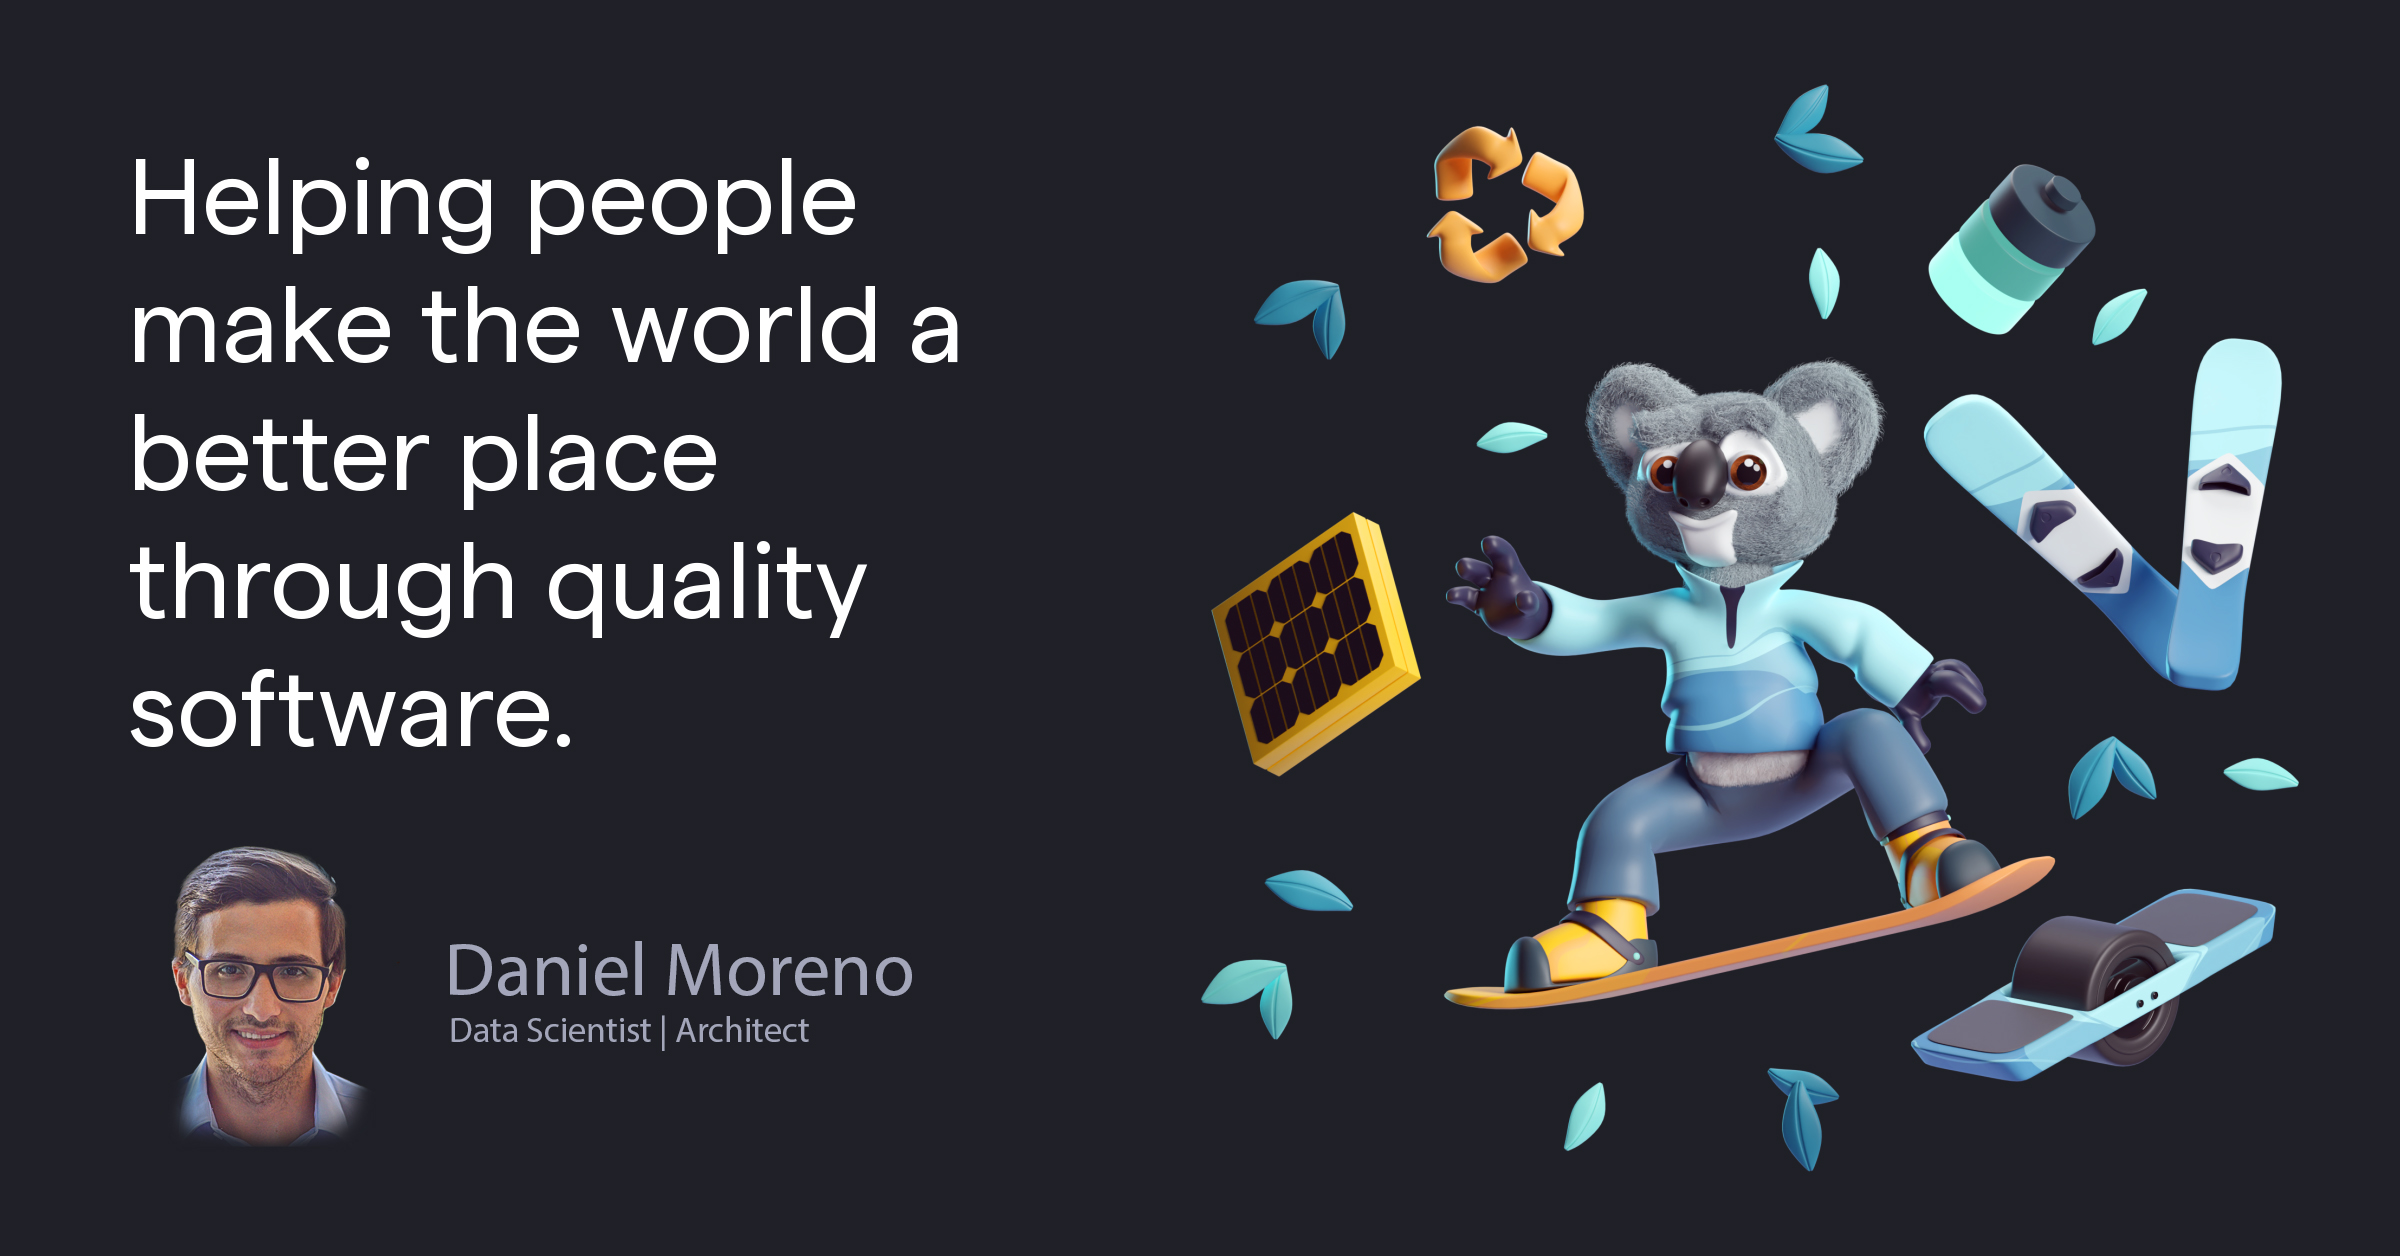 Helping people
make the world a
better place
through quality
software.
Daniel Moreno
Data Scientist | Architect